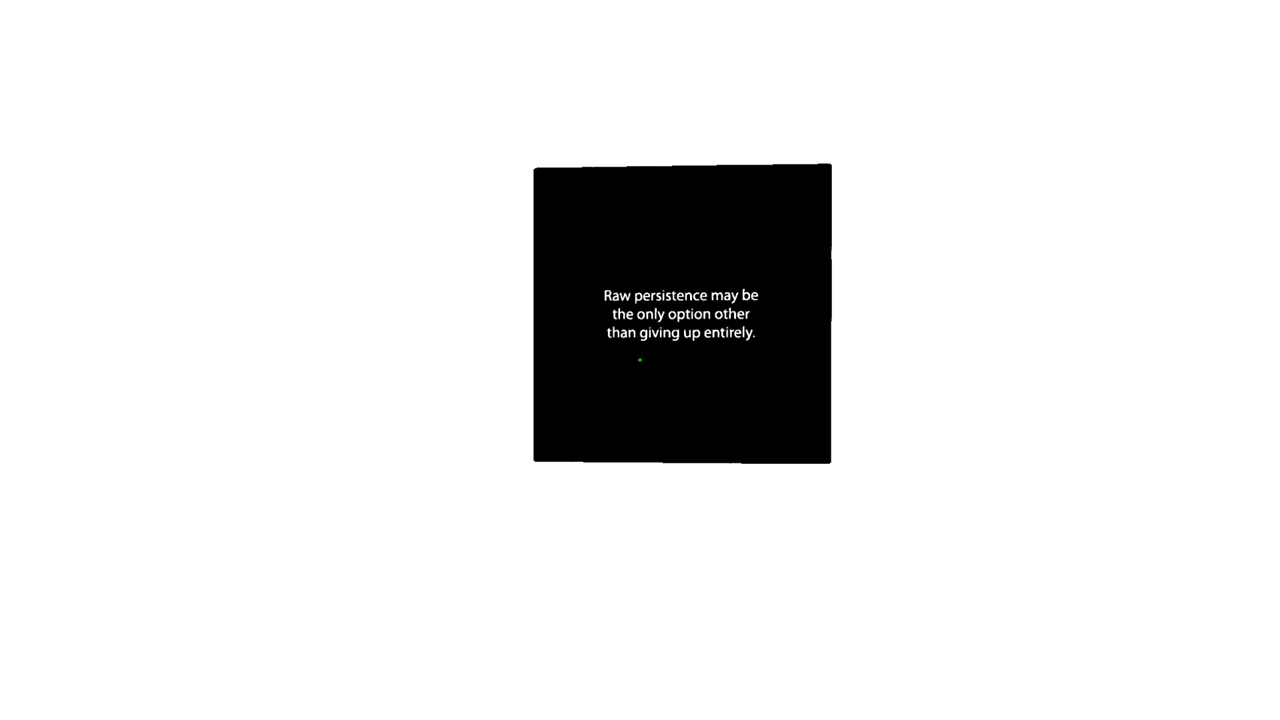 Raw persistence may be
the only option other
than giving up entirely.